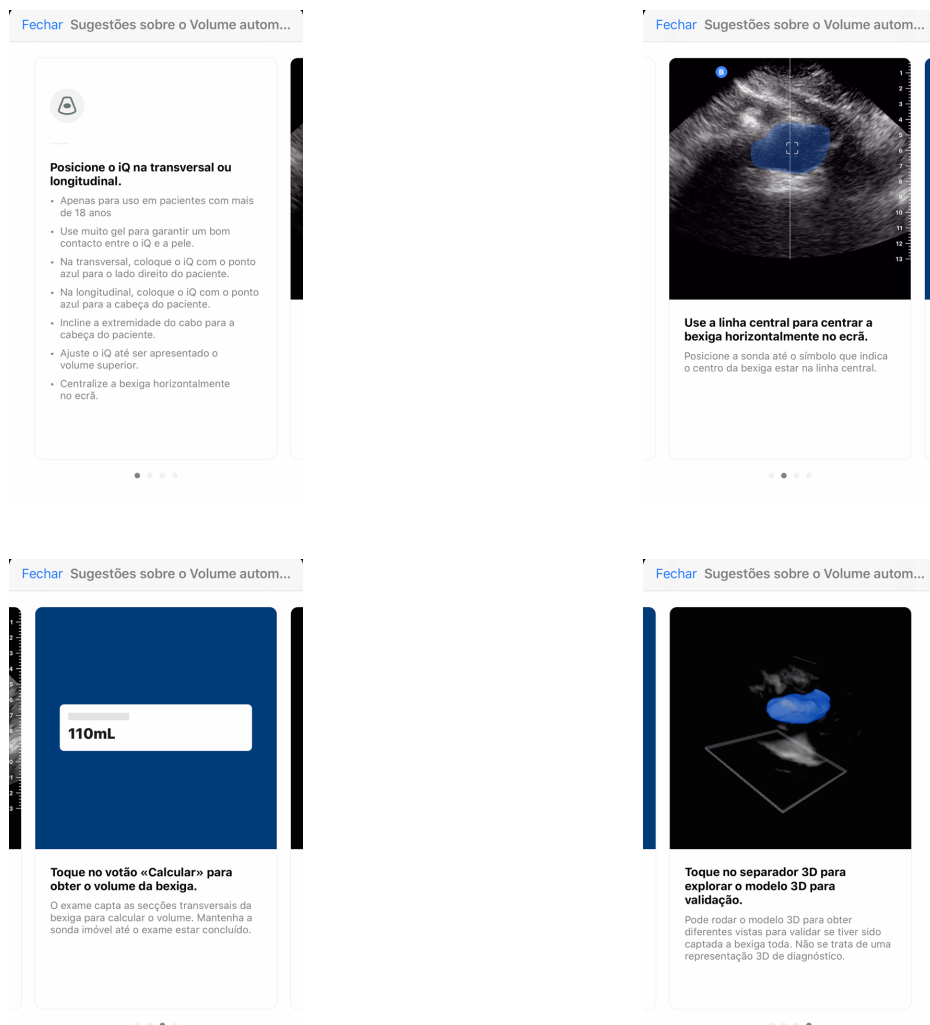 Fechar Sugestões sobre o Volume autom...
Posicione o iQ na transversal ou
longitudinal.
• Apenas para uso em pacientes com mais
de 18 anos
• Use muito gel para garantir um bom
contacto entre o iQ e a pele.
• Na transversal, coloque o iQ com o ponto
azul para o lado direito do paciente.
• Na longitudinal, coloque o iQ com o ponto
azul para a cabeça do paciente.
• Incline a extremidade do cabo para a
cabeça do paciente.
• Ajuste o iQ até ser apresentado o
volume superior.
• Centralize a bexiga horizontalmente
no ecrã.
Fechar Sugestões sobre o Volume autom...
B
1
2
3
4
5
6
7
8
9
10
11
12
13
Use a linha central para centrar a
bexiga horizontalmente no ecrã.
Posicione a sonda até o símbolo que indica
o centro da bexiga estar na linha central.
Fechar Sugestões sobre o Volume autom...
110mL
Toque no votão «Calcular» para
obter o volume da bexiga.
O exame capta as secções transversais da
bexiga para calcular o volume. Mantenha a
sonda imóvel até o exame estar concluído.
Fechar Sugestões sobre o Volume autom...
Toque no separador 3D para
explorar o modelo 3D para
validação.
Pode rodar o modelo 3D para obter
diferentes vistas para validar se tiver sido
captada a bexiga toda. Não se trata de uma
representação 3D de diagnóstico.